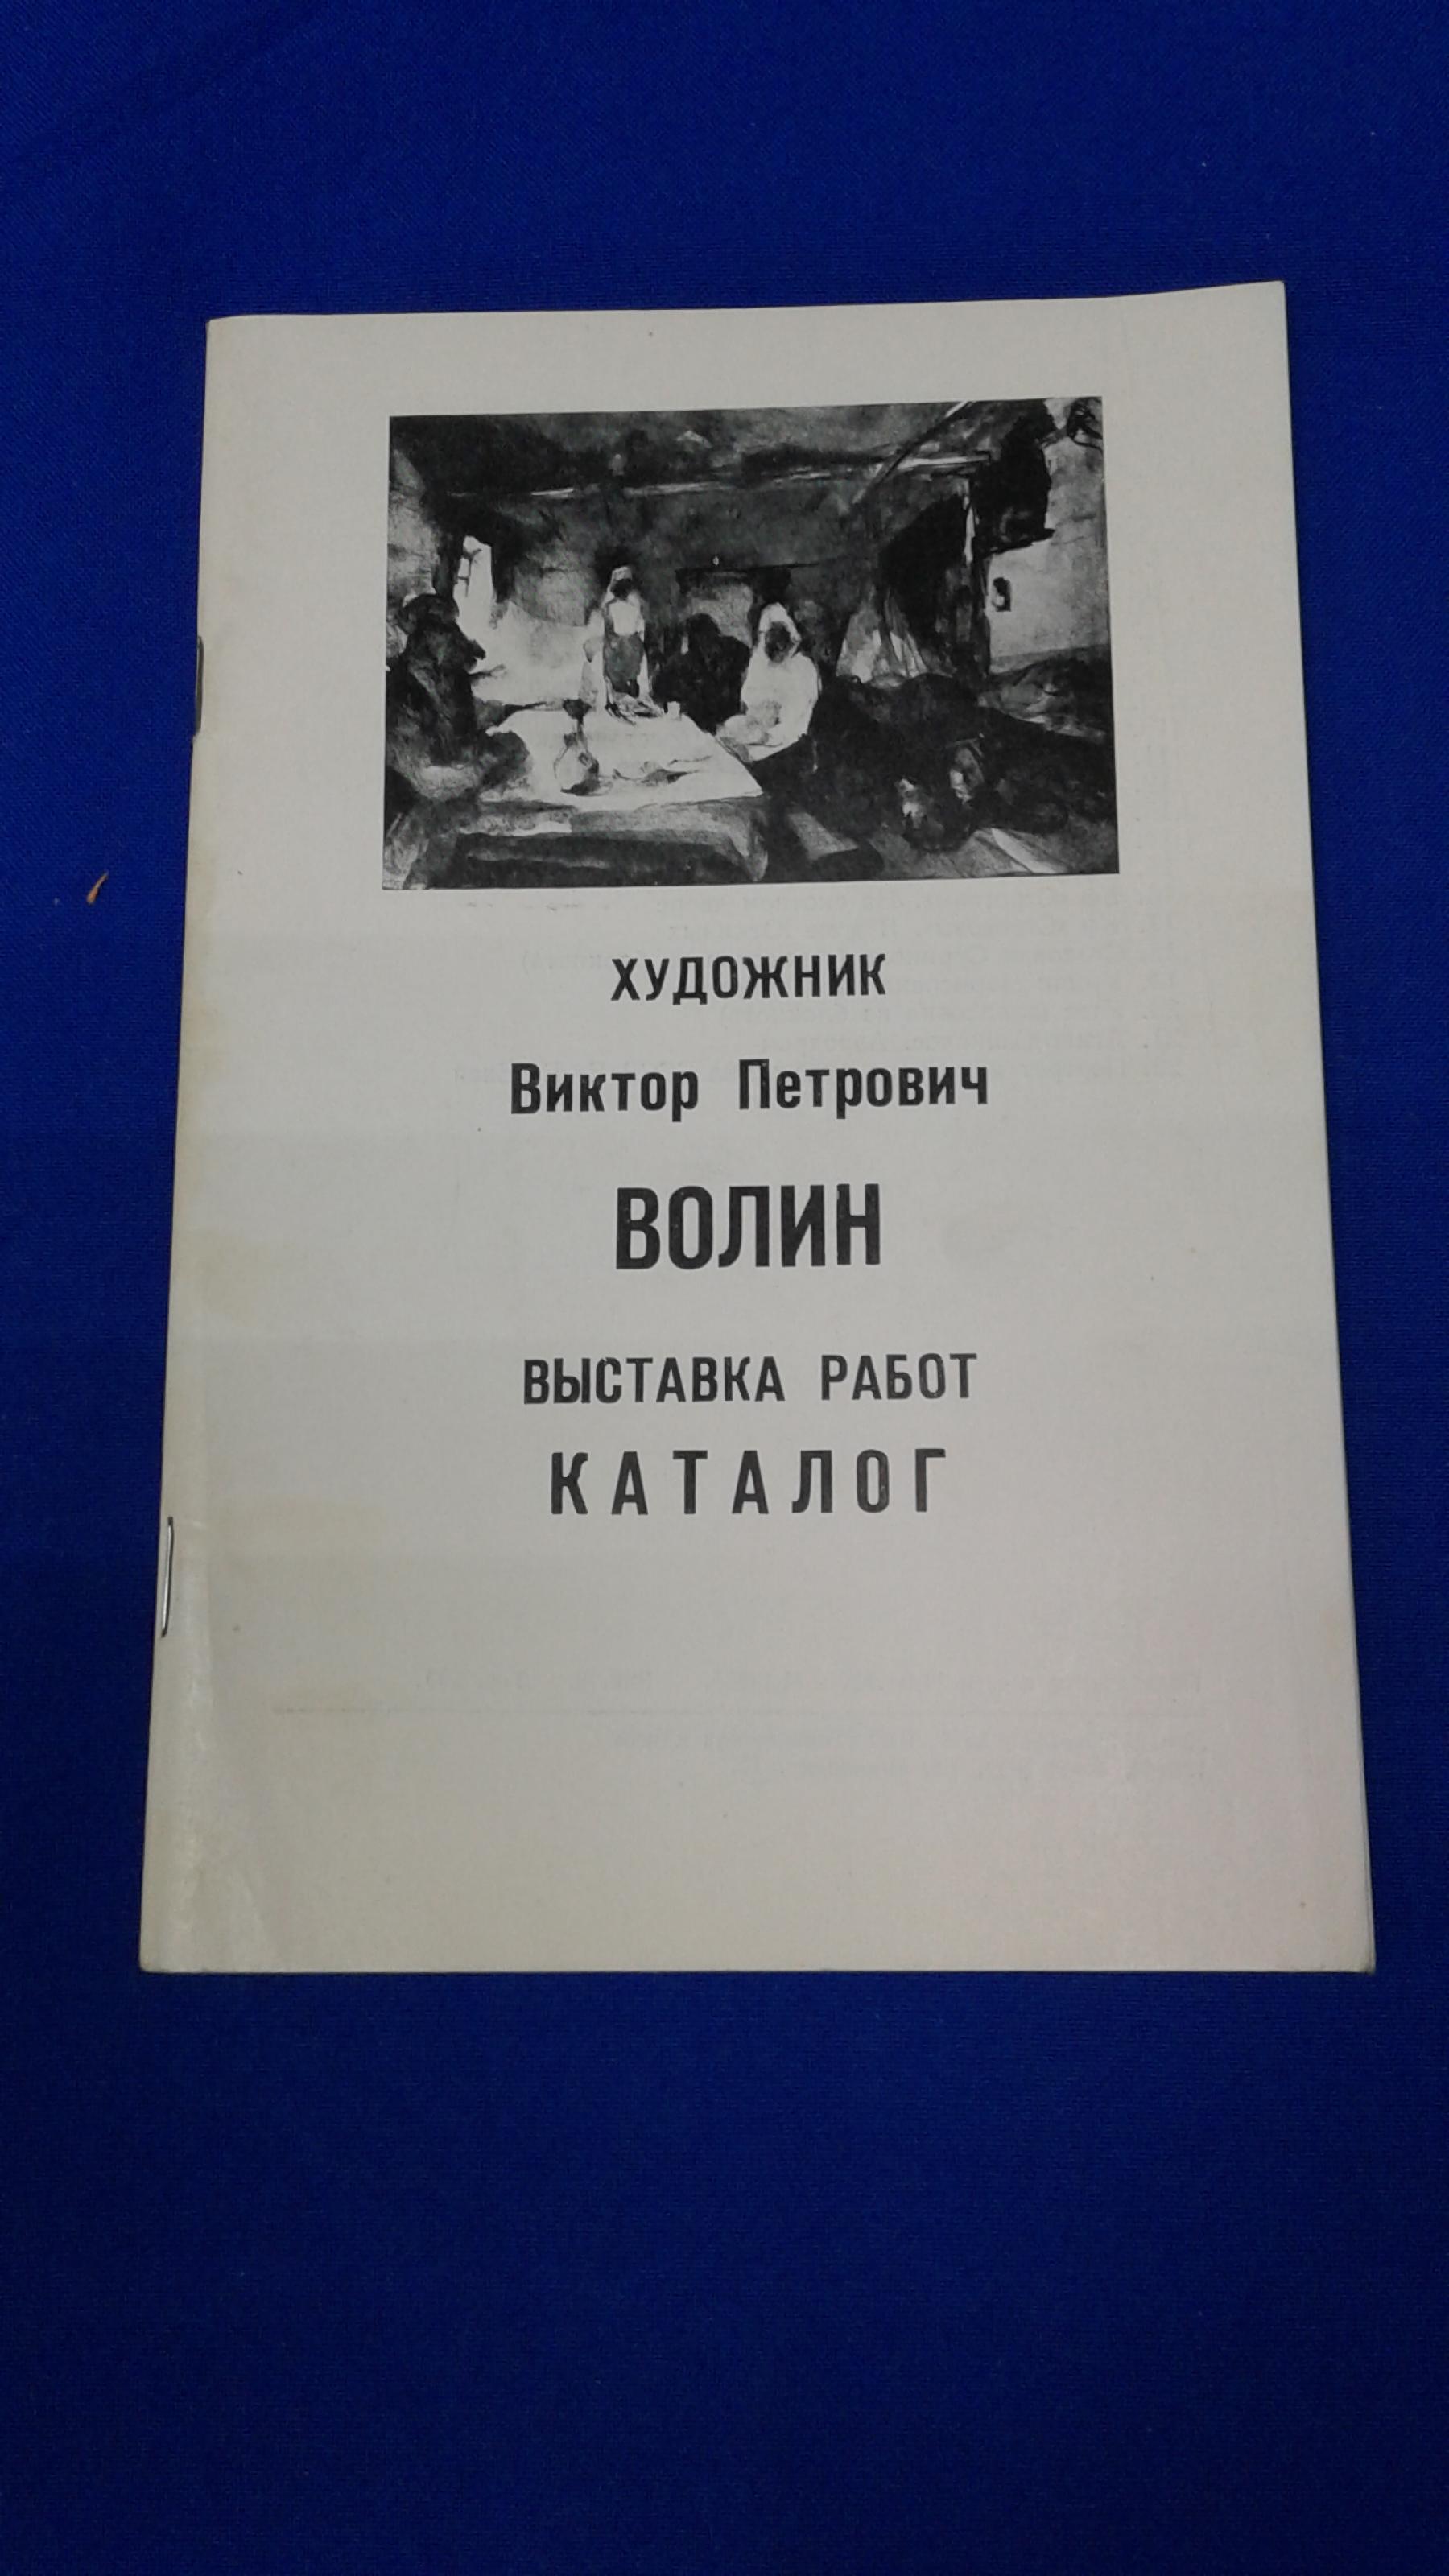 ХУДОЖНИК
Виктор Петрович
ВОЛИН
ВЫСТАВКА РАБОТ
КАТАЛОГ